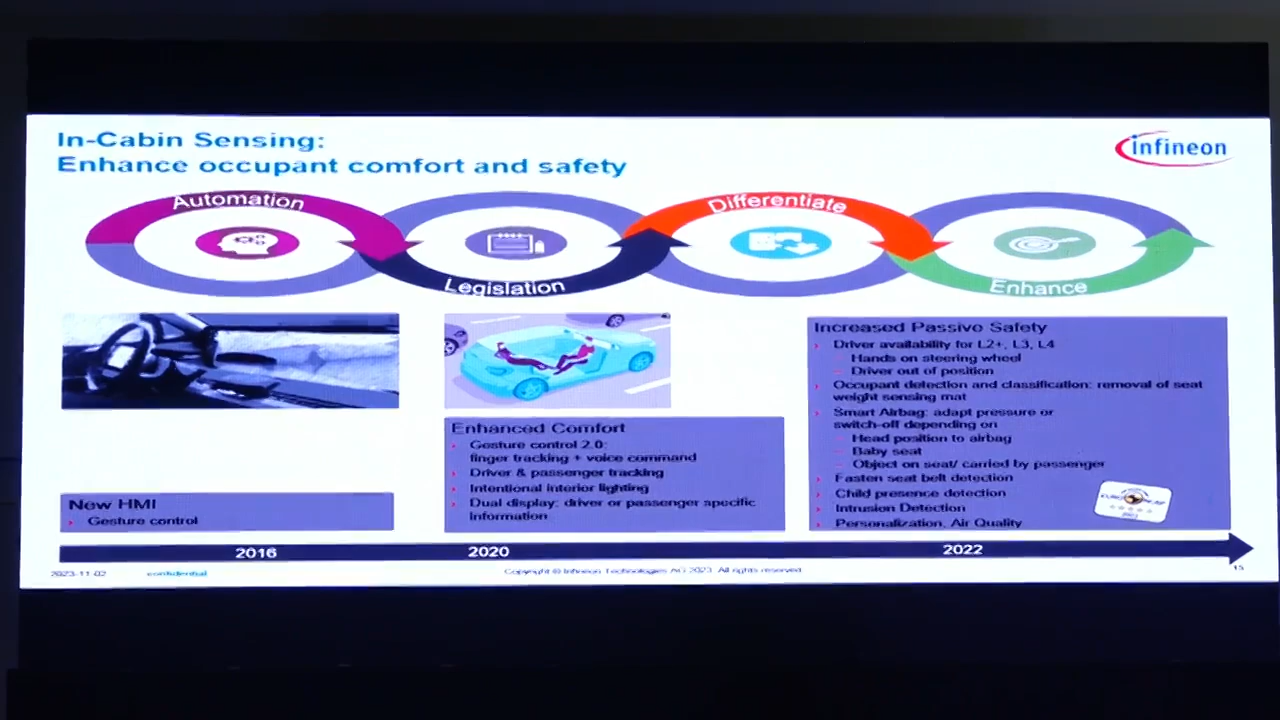 In-Cabin Sensing:
Enhance occupant comfort and safety
infineon
Automation
Legislation
Differentiate
Enhance
New HMI
Gesture control
Enhanced Comfort
Gesture control 2.0:
finger tracking + voice command
Driver & passenger tracking
Intentional interior lighting
Dual display: driver or passenger specific
information
Increased Passive Safety
Driver availability for L2+, L3, L4
Hands on steering wheel
Driver out of position
Occupant detection and classification: removal of seat
weight sensing mat
Smart Airbag: adapt pressure or
switch-off depending on
Head position to airbag
Baby seat
Object on seat/ carried by passenger
Fasten seat belt detection
Child presence detection
Intrusion Detection
Personalization, Air Quality
2016
2020
2022
2023-11-02
confidential
Copyright © Infineon Technologies AG 2023. All rights reserved.
15